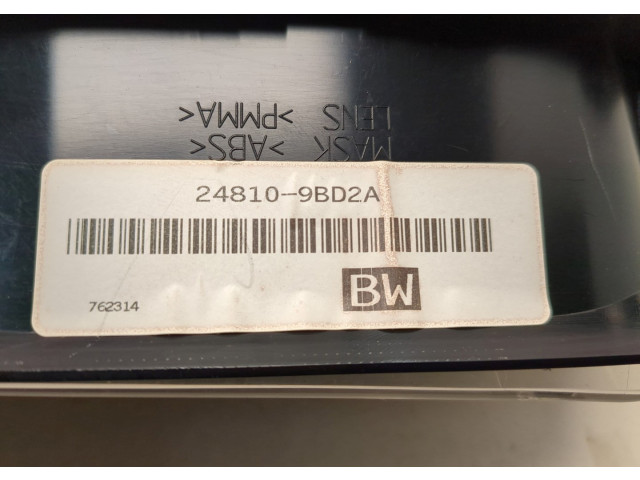 LENS >PMMA<
MASK >ABS<
24810-9BD2A
BW
762314